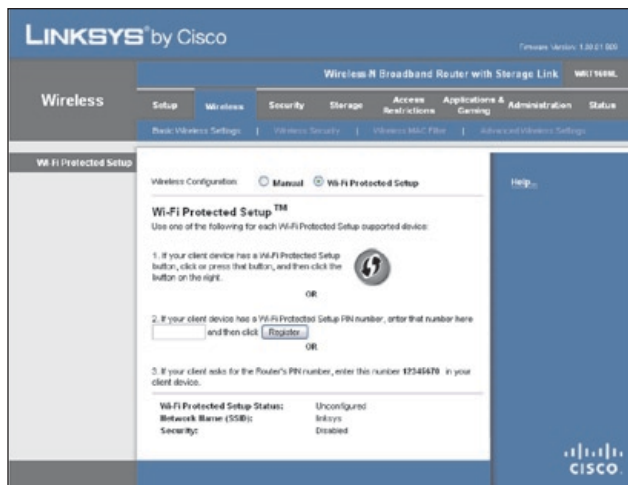 LINKSYS® by Cisco
Firmware Version: 1.00.01 B09
Wireless-N Broadband Router with Storage Link WRT160NL
Wireless
Setup Wireless Security Storage Access Restrictions Applications & Gaming Administration Status
Basic Wireless Settings | Wireless Security | Wireless MAC Filter | Advanced Wireless Settings
Wi-Fi Protected Setup
Wireless Configuration: Manual Wi-Fi Protected Setup
Help...
Wi-Fi Protected Setup™
Use one of the following for each Wi-Fi Protected Setup supported device:
1. If your client device has a Wi-Fi Protected Setup
button, click or press that button, and then click the
button on the right.
OR
2. If your client device has a Wi-Fi Protected Setup PIN number, enter that number here
and then click Register
OR
3. If your client asks for the Router's PIN number, enter this number 12345670 in your
client device.
Wi-Fi Protected Setup Status: Unconfigured
Network Name (SSID): linksys
Security: Disabled
CISCO.